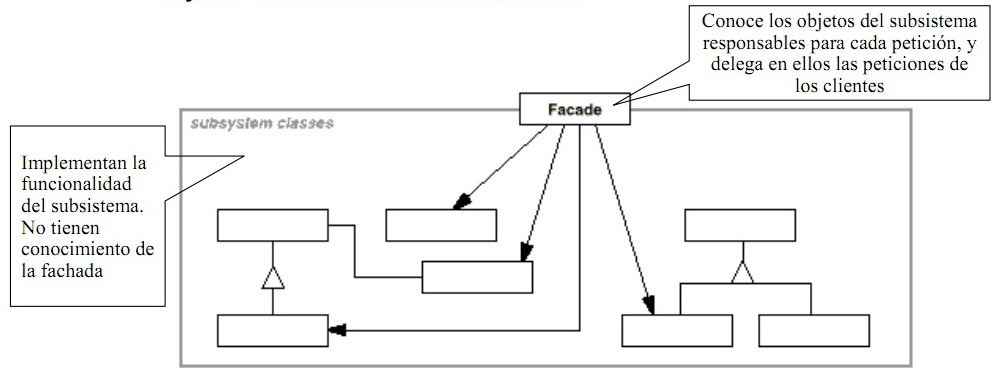 Conoce los objetos del subsistema
responsables para cada petición, y
delega en ellos las peticiones de
los clientes
Facade
subsystem classes
Implementan la
funcionalidad
del subsistema.
No tienen
conocimiento de
la fachada